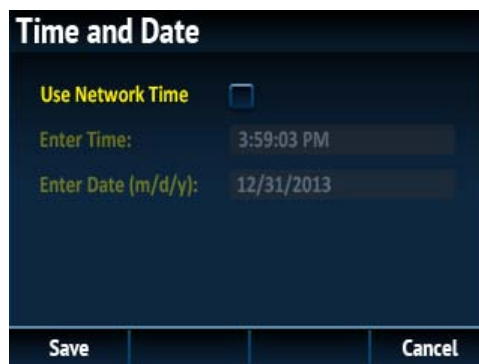 Time and Date
Use Network Time
Enter Time: 3:59:03 PM
Enter Date (m/d/y): 12/31/2013
Save Cancel